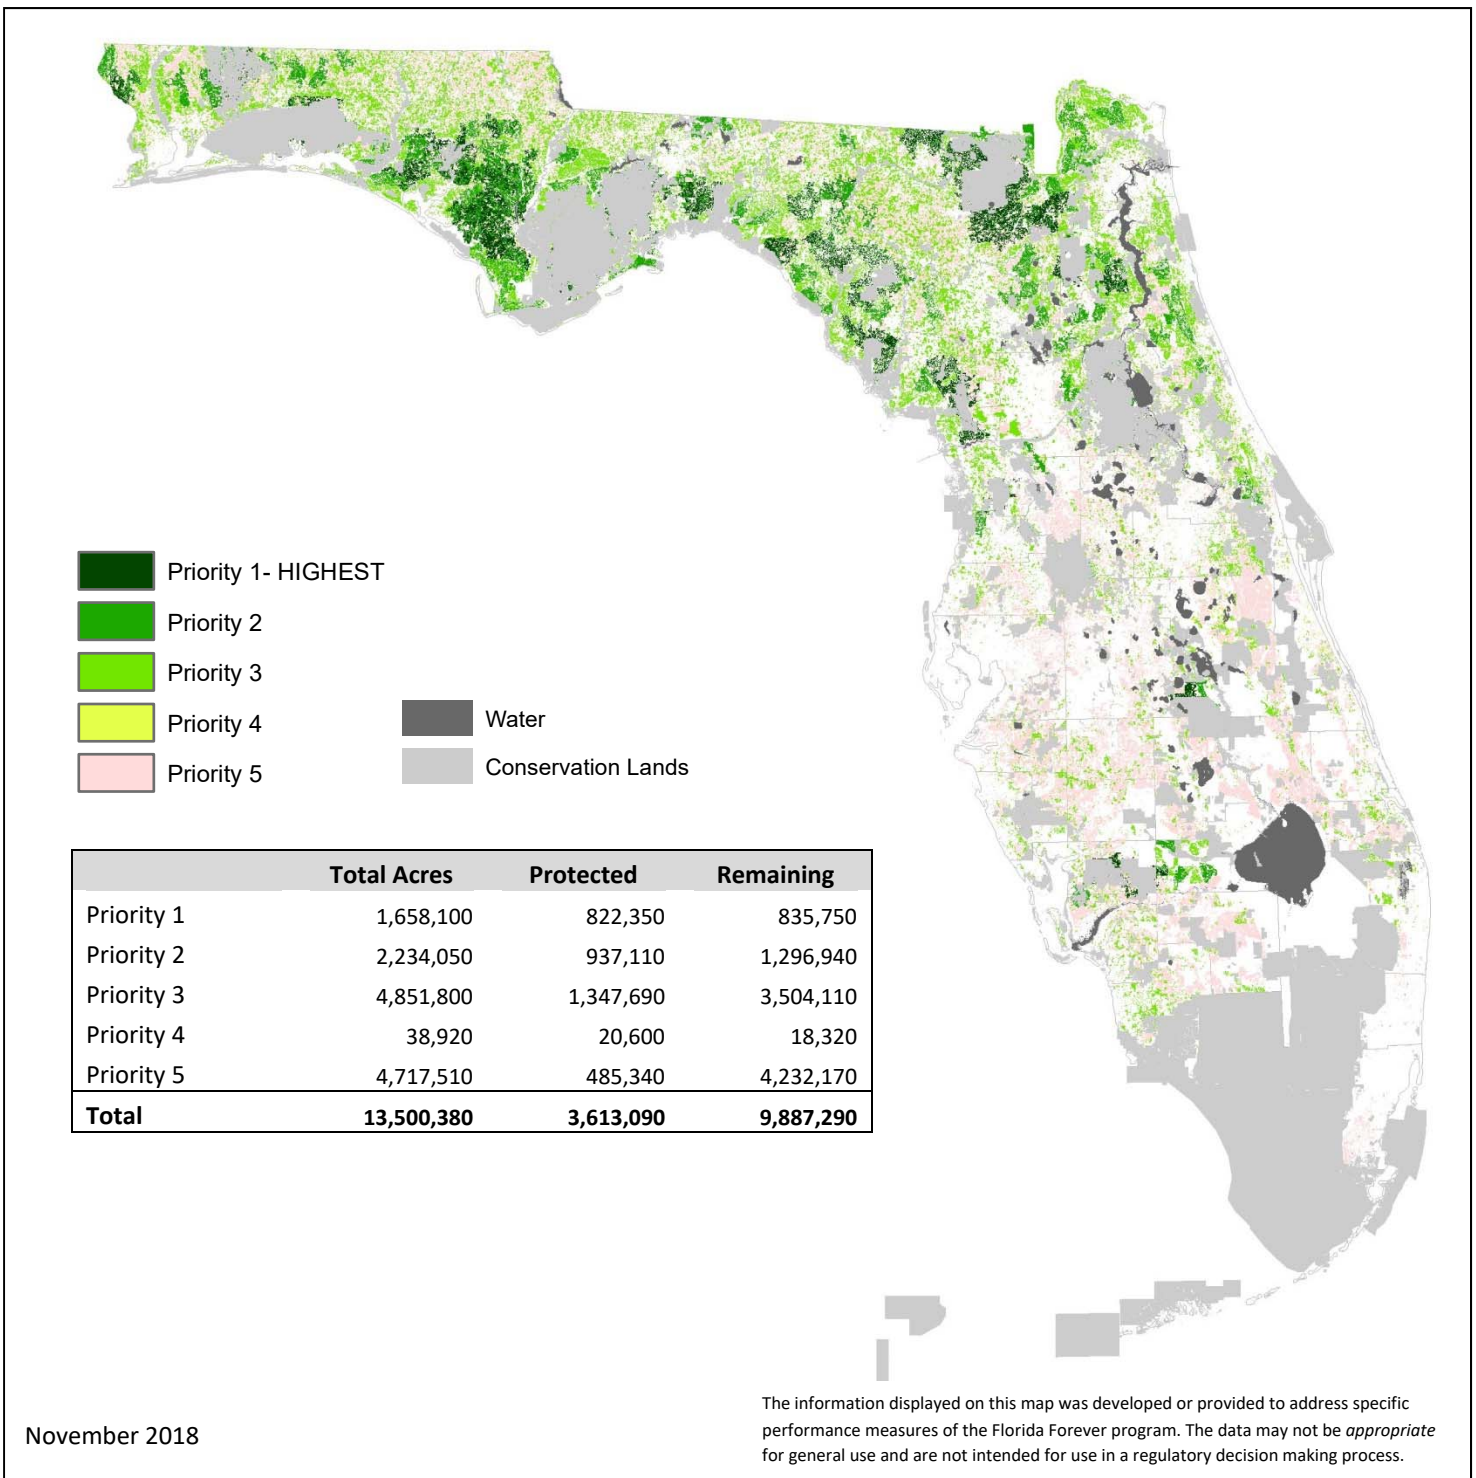 Priority 1- HIGHEST
Priority 2
Priority 3
Priority 4
Priority 5
Water
Conservation Lands
Total Acres Protected Remaining
Priority 1 1,658,100 822,350 835,750
Priority 2 2,234,050 937,110 1,296,940
Priority 3 4,851,800 1,347,690 3,504,110
Priority 4 38,920 20,600 18,320
Priority 5 4,717,510 485,340 4,232,170
Total 13,500,380 3,613,090 9,887,290
November 2018
The information displayed on this map was developed or provided to address specific
performance measures of the Florida Forever program. The data may not be appropriate
for general use and are not intended for use in a regulatory decision making process.